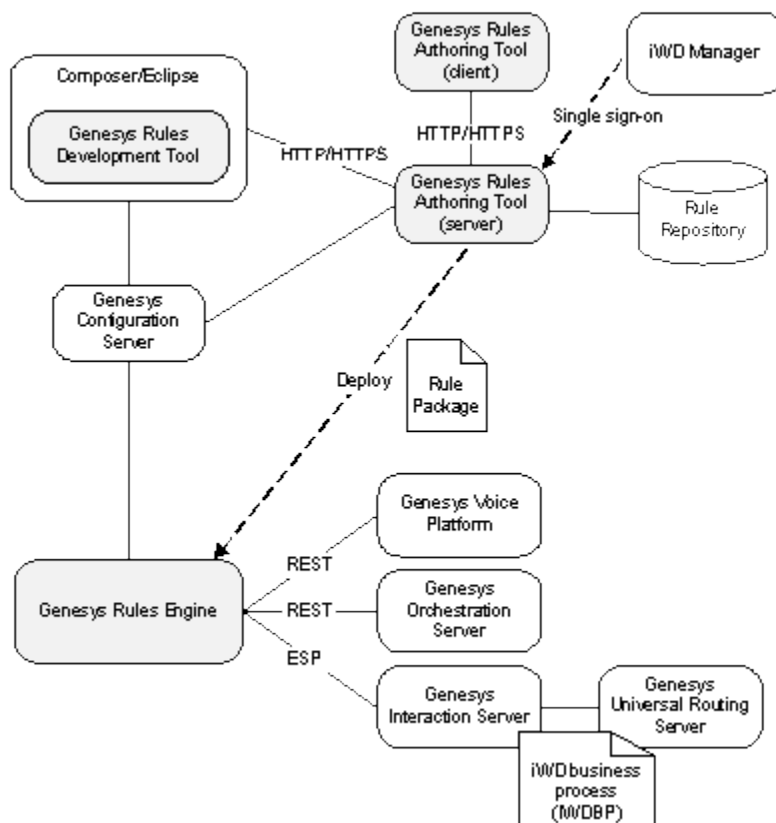 Genesys Rules
Authoring Tool
(client)
iWD Manager
Composer/Eclipse
Genesys Rules
Development Tool
HTTP/HTTPS
HTTP/HTTPS
Single sign-on
Genesys Rules
Authoring Tool
(server)
Rule
Repository
Genesys
Configuration
Server
Deploy
Rule
Package
Genesys Voice
Platform
REST
Genesys Rules Engine
REST
Genesys
Orchestration
Server
ESP
Genesys
Interaction Server
Genesys
Universal Routing
Server
iWD business
process
(IWDBP)